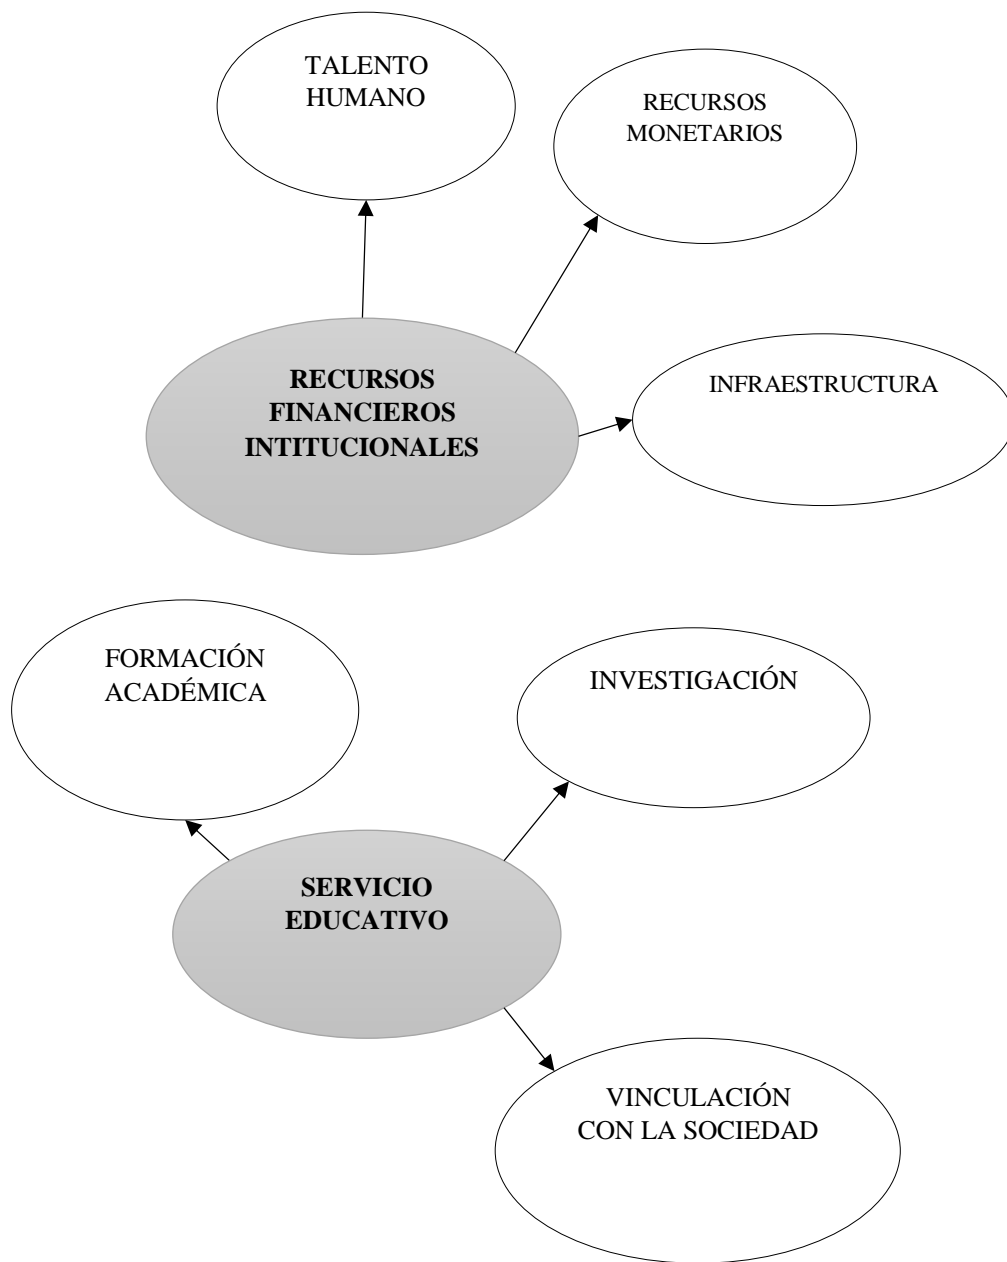 TALENTO
HUMANO
RECURSOS
MONETARIOS
RECURSOS
FINANCIEROS
INTITUCIONALES
INFRAESTRUCTURA
FORMACIÓN
ACADÉMICA
INVESTIGACIÓN
SERVICIO
EDUCATIVO
VINCULACIÓN
CON LA SOCIEDAD